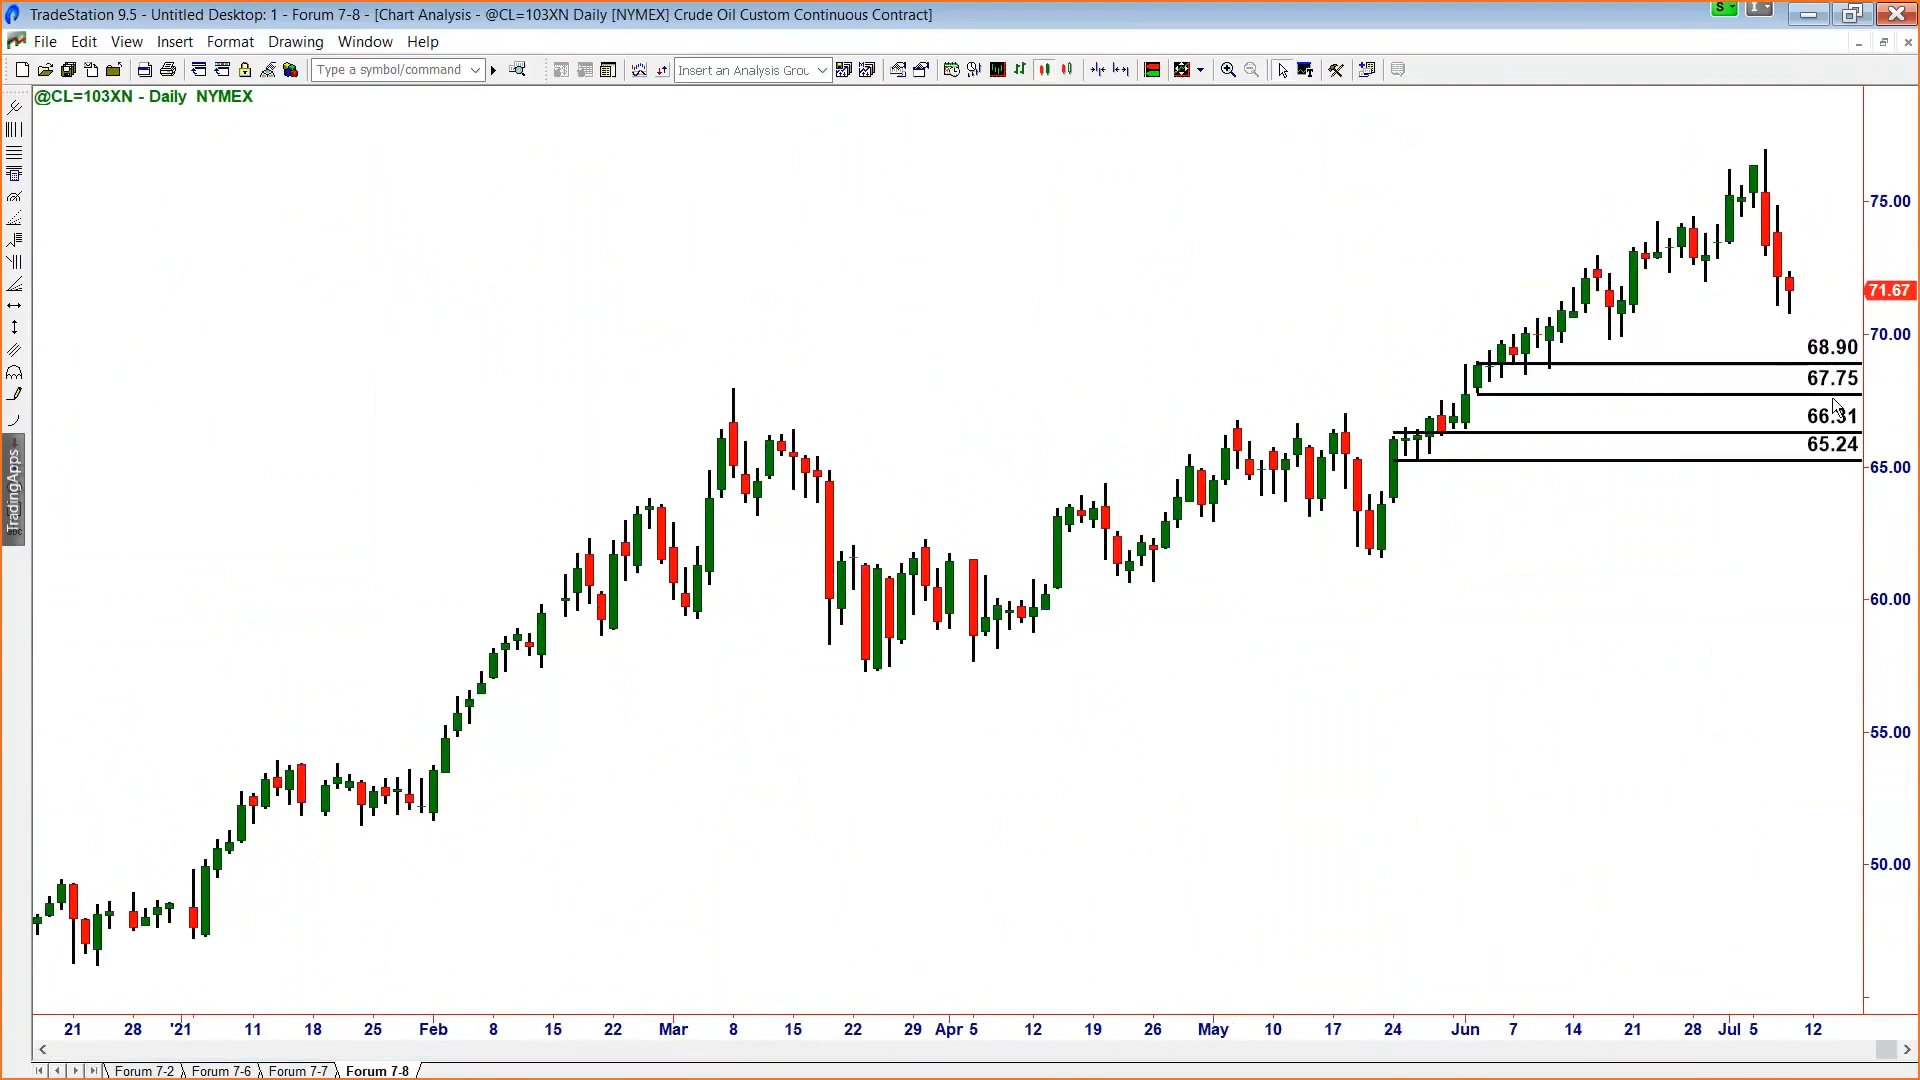 TradeStation 9.5 - Untitled Desktop: 1 - Forum 7-8 - [Chart Analysis - @CL=103XN Daily [NYMEX] Crude Oil Custom Continuous Contract]
S I
File Edit View Insert Format Drawing Window Help
Type a symbol/command Insert an Analysis Grou
@CL=103XN - Daily NYMEX
75.00
71.67
70.00
68.90
67.75
66.31
65.24
65.00
60.00
55.00
50.00
TradingApps
21 28 '21 11 18 25 Feb 8 15 22 Mar 8 15 22 29 Apr 5 12 19 26 May 10 17 24 Jun 7 14 21 28 Jul 5 12
Forum 7-2 Forum 7-6 Forum 7-7 Forum 7-8